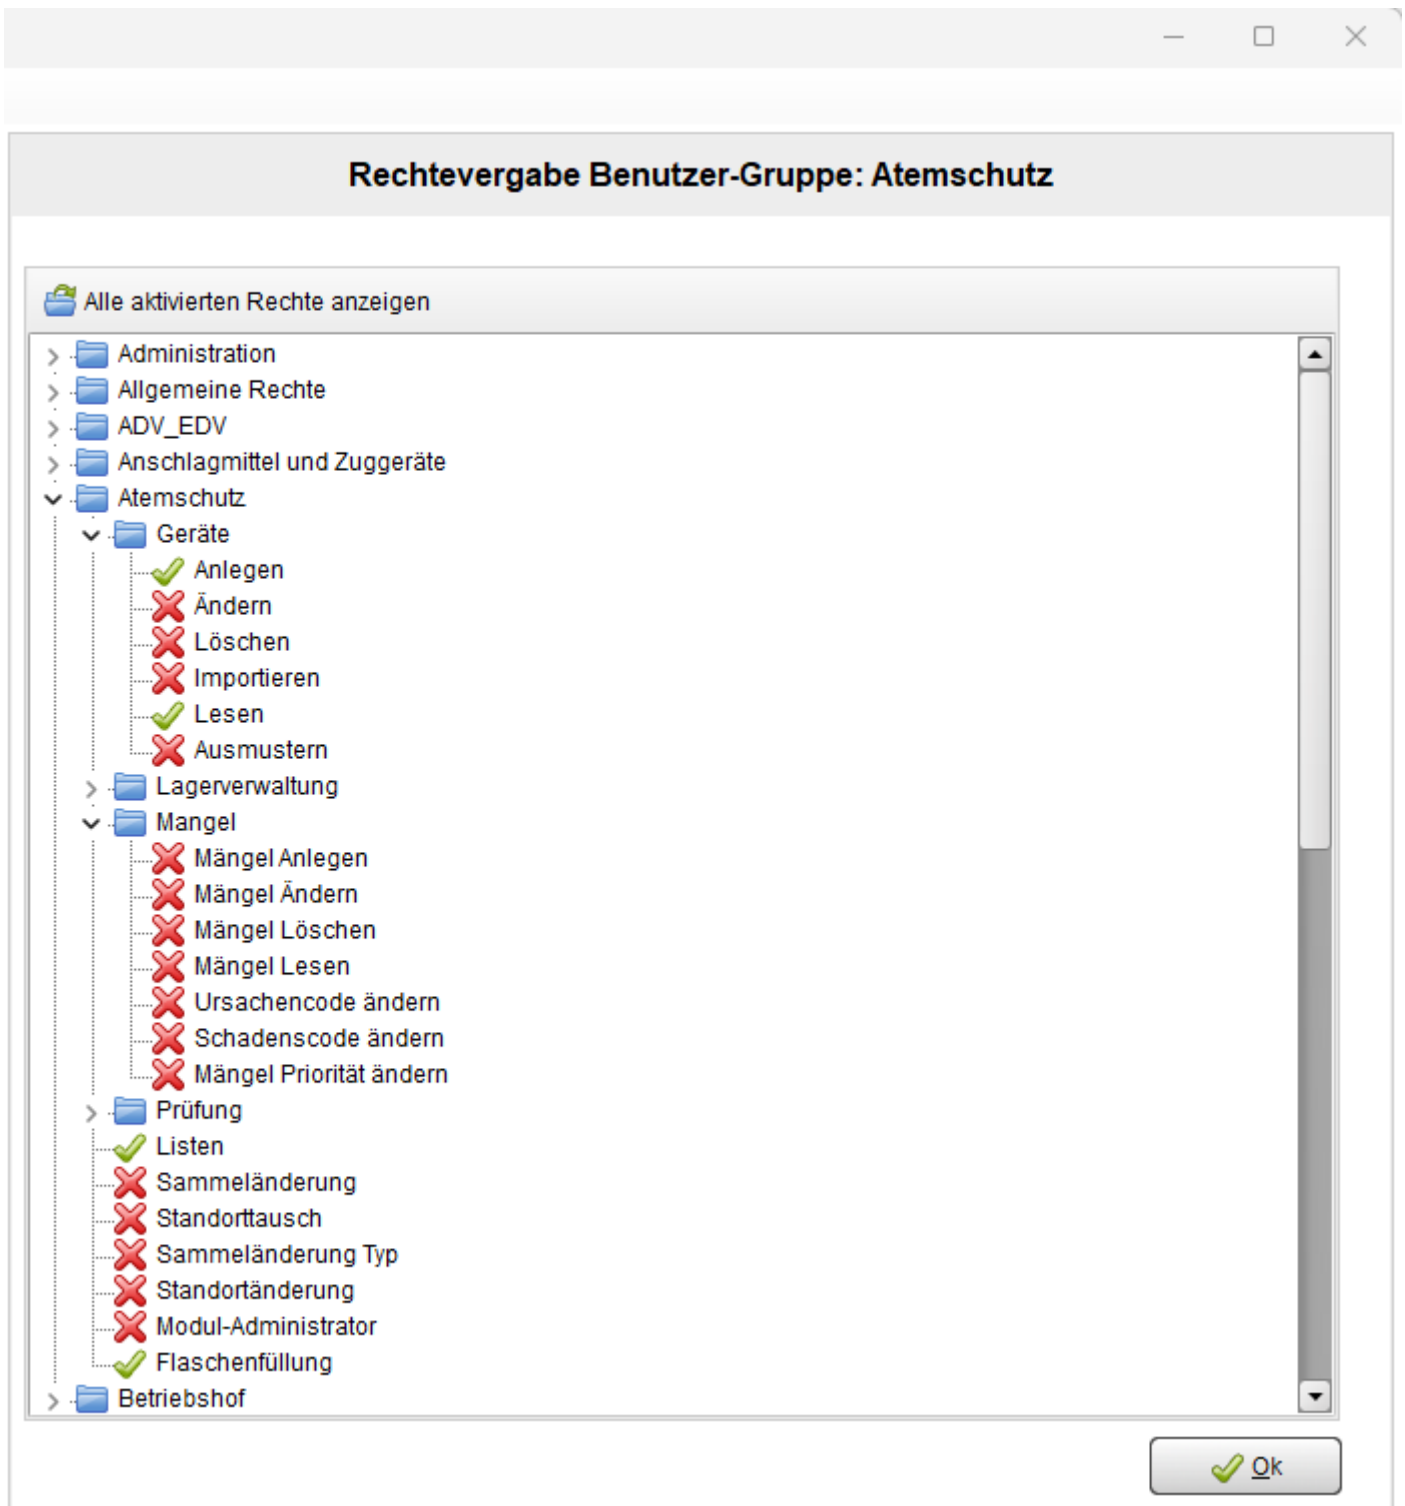 Rechtevergabe Benutzer-Gruppe: Atemschutz
Alle aktivierten Rechte anzeigen
Administration
Allgemeine Rechte
ADV_EDV
Anschlagmittel und Zuggeräte
Atemschutz
Geräte
Anlegen
Ändern
Löschen
Importieren
Lesen
Ausmustern
Lagerverwaltung
Mangel
Mängel Anlegen
Mängel Ändern
Mängel Löschen
Mängel Lesen
Ursachencode ändern
Schadenscode ändern
Mängel Priorität ändern
Prüfung
Listen
Sammeländerung
Standorttausch
Sammeländerung Typ
Standortänderung
Modul-Administrator
Flaschenfüllung
Betriebshof
Ok